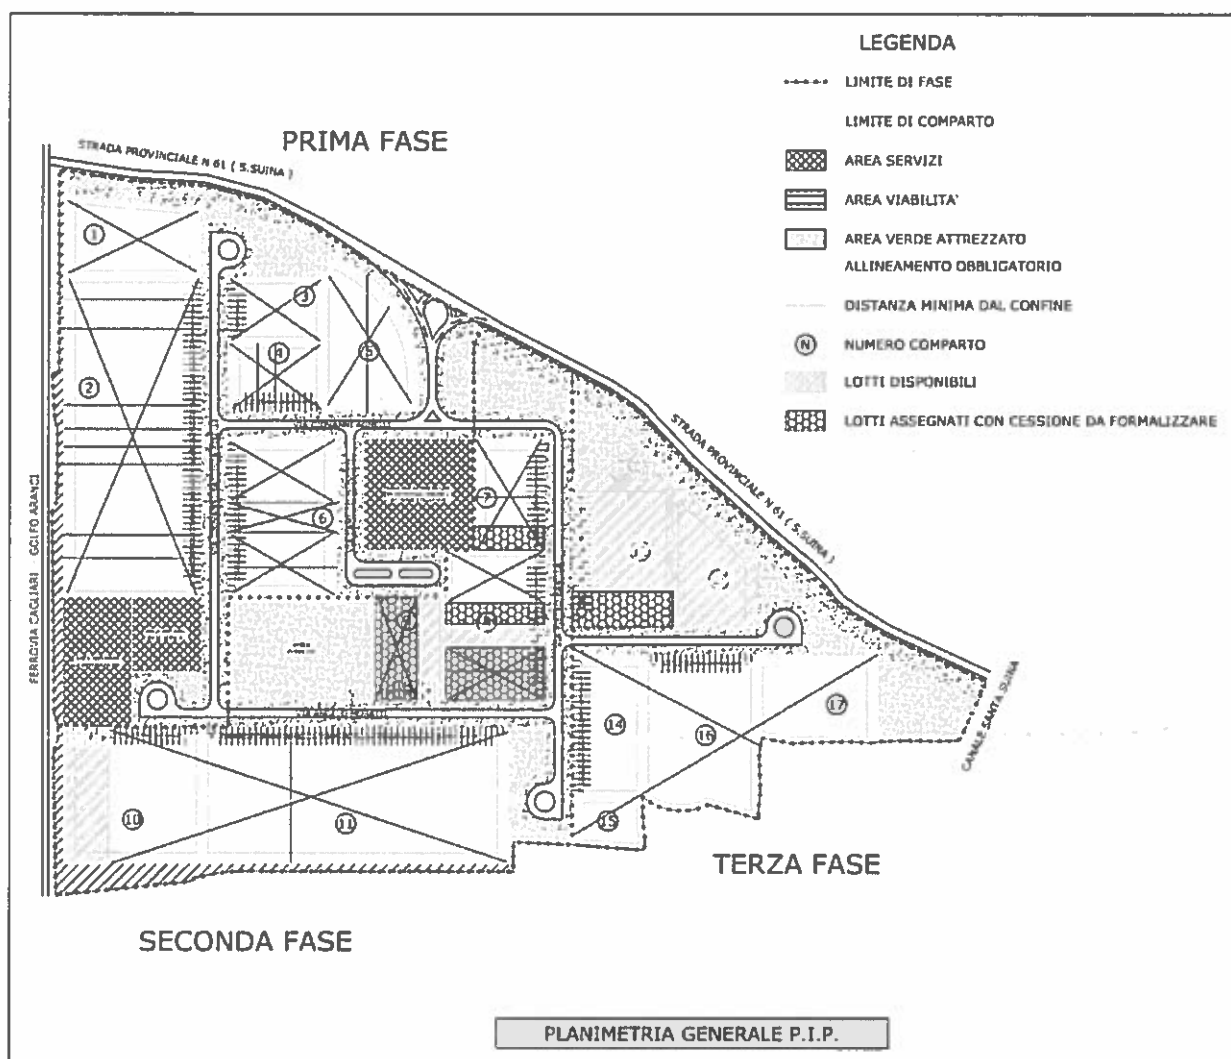 LEGENDA
LIMITE DI FASE
LIMITE DI COMPARTO
AREA SERVIZI
AREA VIABILITA'
AREA VERDE ATTREZZATO
ALLINEAMENTO OBBLIGATORIO
DISTANZA MINIMA DAL CONFINE
N NUMERO COMPARTO
LOTTI DISPONIBILI
LOTTI ASSEGNATI CON CESSIONE DA FORMALIZZARE
PRIMA FASE
STRADA PROVINCIALE N 61 ( S.SUINA )
1
3
4
5
2
7
6
STRADA PROVINCIALE N 61 ( S.SUINA )
FERROVIA CAGLIARI GOLFO ARANCI
14
16
17
CANALE SANTA SUINA
10
11
15
TERZA FASE
SECONDA FASE
PLANIMETRIA GENERALE P.I.P.